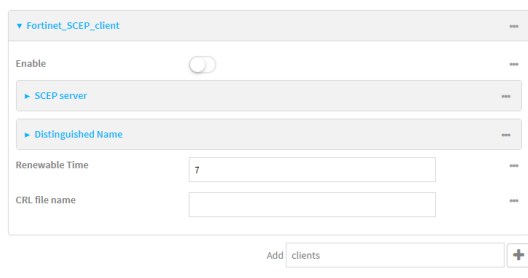 Fortinet_SCEP_client
Enable
SCEP server
Distinguished Name
Renewable Time
7
CRL file name
Add clients